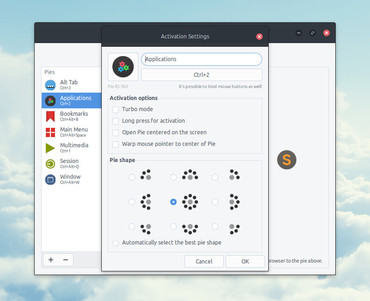 Activation Settings
Pies
Alt Tab
Ctrl+3
Applications
Ctrl+2
Bookmarks
Ctrl+Alt+B
Main Menu
Ctrl+Alt+Space
Multimedia
Ctrl+1
Session
Ctrl+Alt+Q
Window
Ctrl+Alt+W
Applications
Ctrl+2
It's possible to bind mouse buttons as well!
Activation options
Turbo mode
Long press for activation
Open Pie centered on the screen
Warp mouse pointer to center of Pie
Pie shape
Automatically select the best pie shape
Cancel
OK
browser to the pie above.